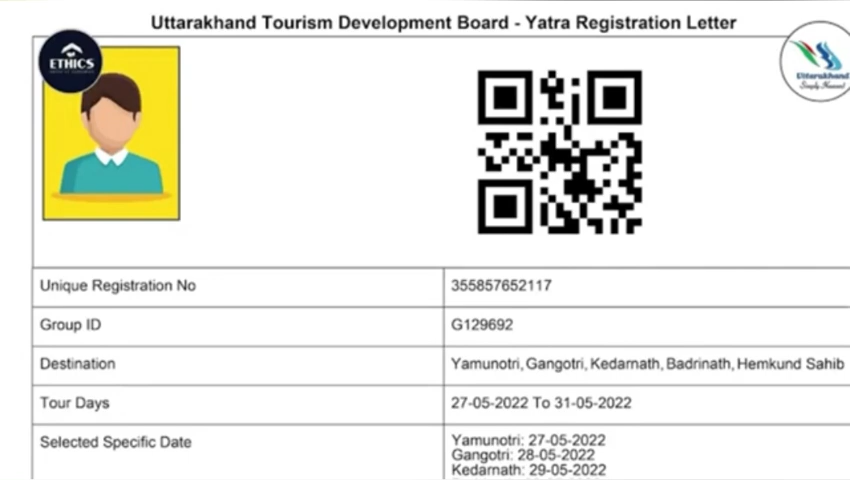 Uttarakhand Tourism Development Board - Yatra Registration Letter
ETHICS
Uttarakhand
Simply Heaven!
Unique Registration No
355857652117
Group ID
G129692
Destination
Yamunotri, Gangotri, Kedarnath, Badrinath, Hemkund Sahib
Tour Days
27-05-2022 To 31-05-2022
Selected Specific Date
Yamunotri: 27-05-2022
Gangotri: 28-05-2022
Kedarnath: 29-05-2022